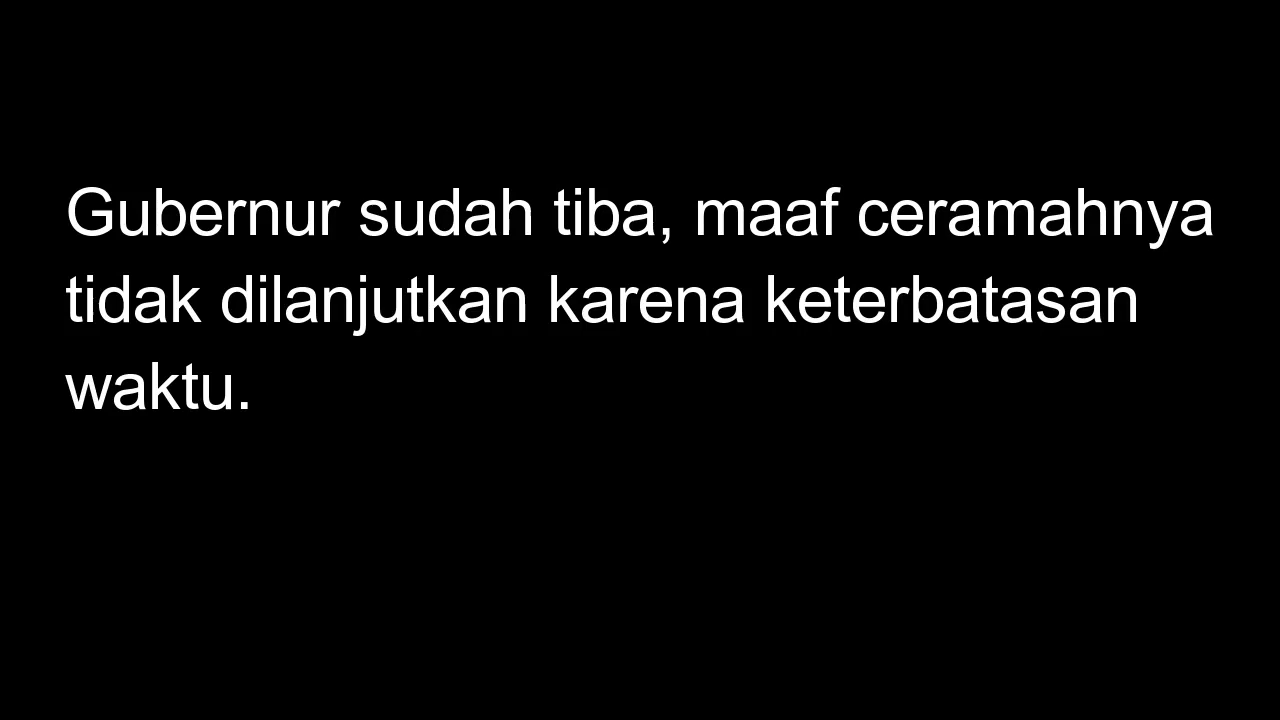 Gubernur sudah tiba, maaf ceramahnya
tidak dilanjutkan karena keterbatasan
waktu.